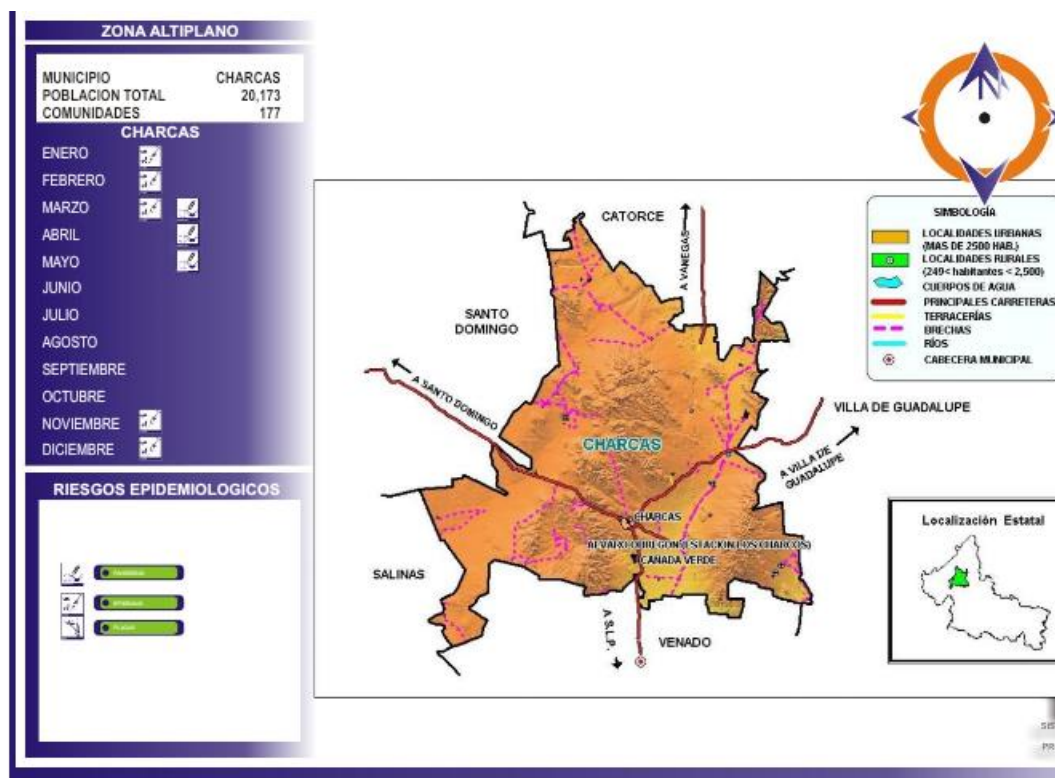 ZONA ALTIPLANO
MUNICIPIO CHARCAS
POBLACION TOTAL 20,173
COMUNIDADES 177
CHARCAS
ENERO
FEBRERO
MARZO
ABRIL
MAYO
JUNIO
JULIO
AGOSTO
SEPTIEMBRE
OCTUBRE
NOVIEMBRE
DICIEMBRE
RIESGOS EPIDEMIOLOGICOS
CATORCE
A VANEGAS
SANTO
DOMINGO
A SANTO DOMINGO
VILLA DE GUADALUPE
A VILLA DE
GUADALUPE
CHARCAS
CHARCAS
ALVARO OBREGON (ESTACION LOS CHARCOS)
CAÑADA VERDE
SALINAS
A S.L.P.
VENADO
SIMBOLOGÍA
LOCALIDADES URBANAS
(MAS DE 2500 HAB.)
LOCALIDADES RURALES
(249< habitantes < 2,500)
CUERPOS DE AGUA
PRINCIPALES CARRETERAS
TERRACERÍAS
BRECHAS
RÍOS
CABECERA MUNICIPAL
Localización Estatal
SIS
PR